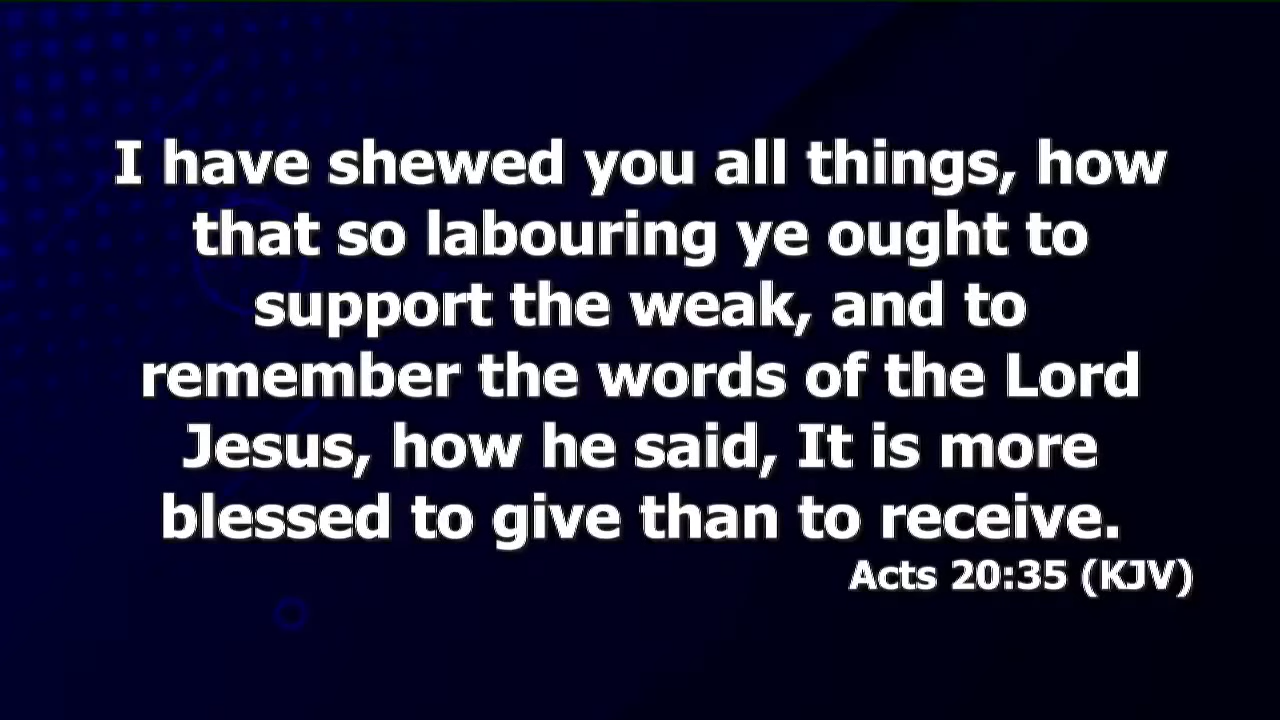 I have shewed you all things, how
that so labouring ye ought to
support the weak, and to
remember the words of the Lord
Jesus, how he said, It is more
blessed to give than to receive.
Acts 20:35 (KJV)